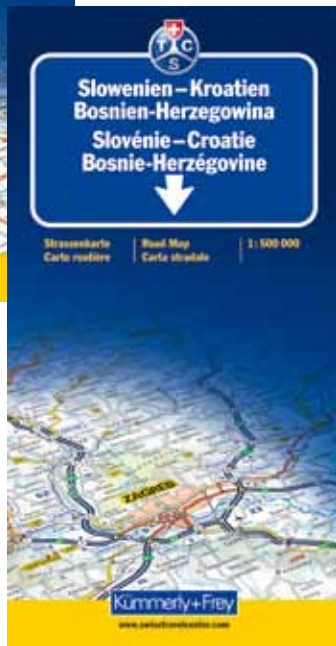 T C
S
Slowenien–Kroatien
Bosnien-Herzegowina
Slovénie–Croatie
Bosnie-Herzégovine
Strassenkarte
Carte routière
Road Map
Carta stradale
1:500 000
ZAGREB
Kümmerly+Frey
www.swisstravelcenter.com